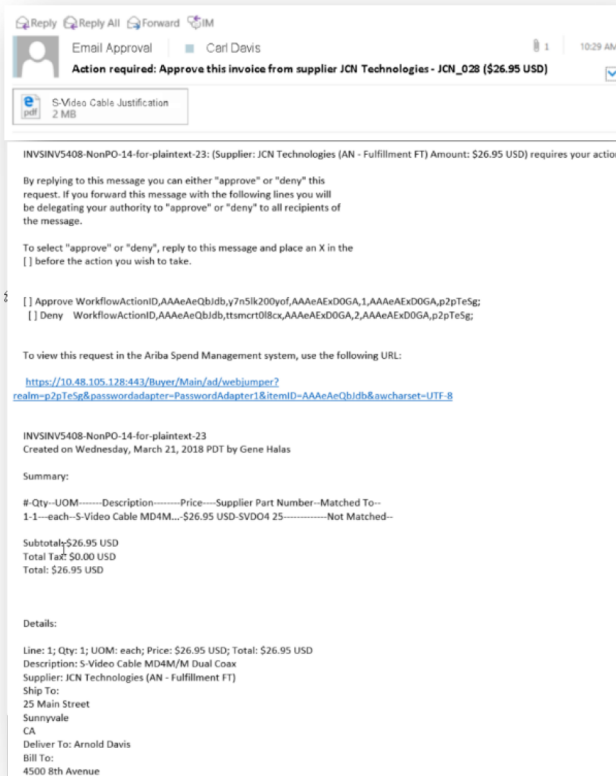 Reply Reply All Forward IM
Email Approval Carl Davis
1 10:29 AM
Action required: Approve this invoice from supplier JCN Technologies - JCN_028 ($26.95 USD)
S-Video Cable Justification
pdf 2 MB
INVSINV5408-NonPO-14-for-plaintext-23: (Supplier: JCN Technologies (AN - Fulfillment FT) Amount: $26.95 USD) requires your actio
By replying to this message you can either "approve" or "deny" this
request. If you forward this message with the following lines you will
be delegating your authority to "approve" or "deny" to all recipients of
the message.
To select "approve" or "deny", reply to this message and place an X in the
[ ] before the action you wish to take.
[ ] Approve WorkflowActionID,AAAeAeQbJdb,y7n5lk200yof,AAAeAExD0GA,1,AAAeAExD0GA,p2pTeSg;
[ ] Deny WorkflowActionID,AAAeAeQbJdb,ttsmcrt0l8cx,AAAeAExD0GA,2,AAAeAExD0GA,p2pTeSg;
To view this request in the Ariba Spend Management system, use the following URL:
https://10.48.105.128:443/Buyer/Main/ad/webjumper?
realm=p2pTeSg&passwordadapter=PasswordAdapter1&itemID=AAAeAeQbJdb&awcharset=UTF-8
INVSINV5408-NonPO-14-for-plaintext-23
Created on Wednesday, March 21, 2018 PDT by Gene Halas
Summary:
#-Qty--UOM-------Description--------Price----Supplier Part Number--Matched To--
1-1---each--S-Video Cable MD4M...-$26.95 USD-SVDO4 25-------------Not Matched--
Subtotal:$26.95 USD
Total Tax: $0.00 USD
Total: $26.95 USD
Details:
Line: 1; Qty: 1; UOM: each; Price: $26.95 USD; Total: $26.95 USD
Description: S-Video Cable MD4M/M Dual Coax
Supplier: JCN Technologies (AN - Fulfillment FT)
Ship To:
25 Main Street
Sunnyvale
CA
Deliver To: Arnold Davis
Bill To:
4500 8th Avenue